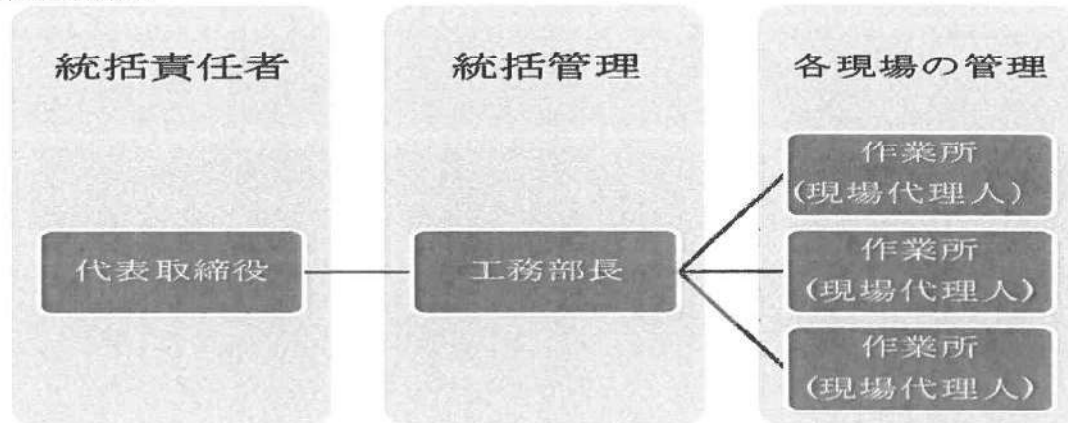 統括責任者
代表取締役
統括管理
工務部長
各現場の管理
作業所
(現場代理人)
作業所
(現場代理人)
作業所
(現場代理人)